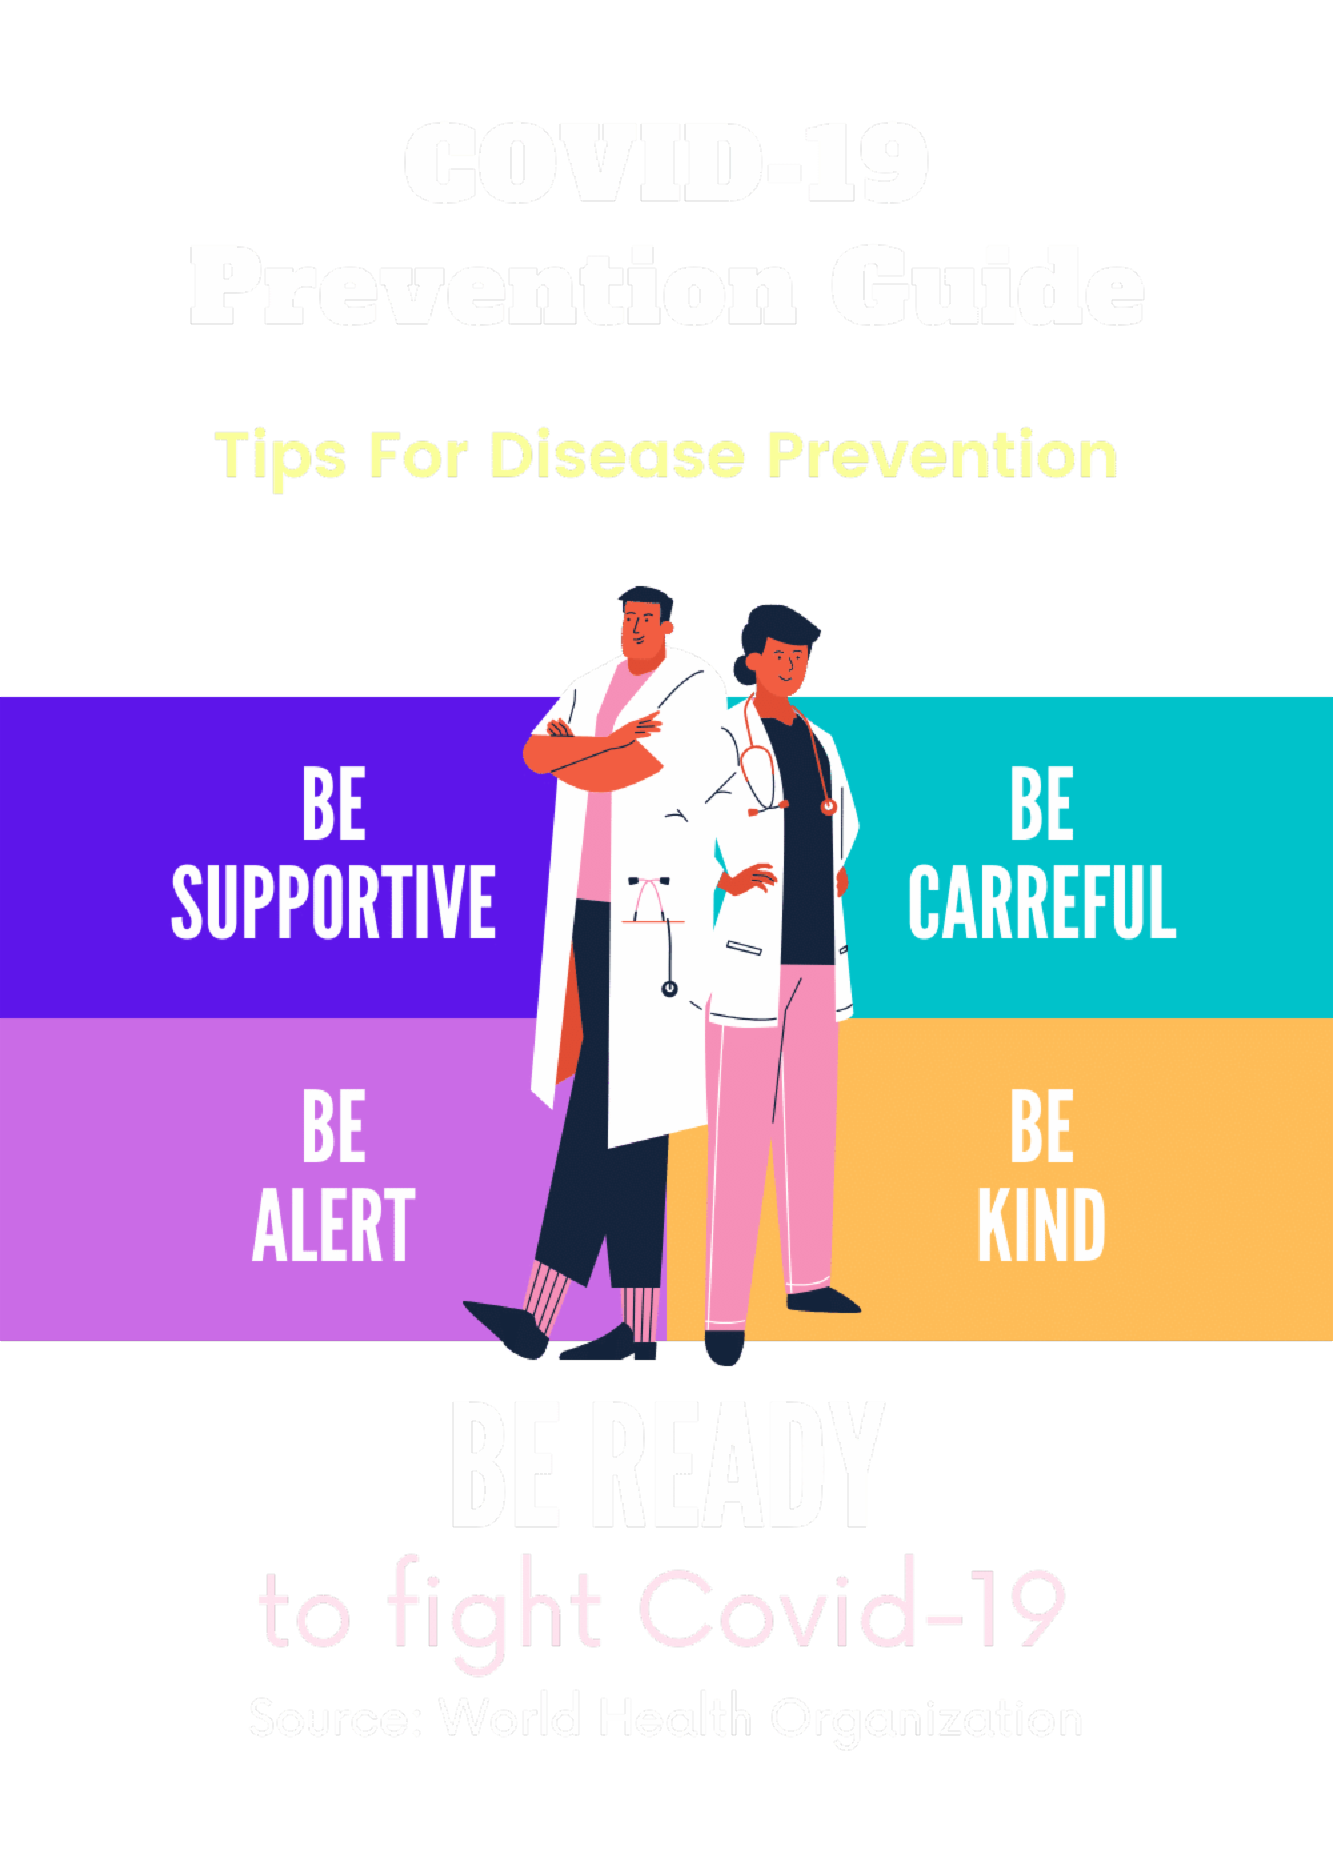 COVID-19
Prevention Guide
Tips For Disease Prevention
BE
SUPPORTIVE
BE
CARREFUL
BE
ALERT
BE
KIND
BE READY
to fight Covid-19
Source: World Health Organization